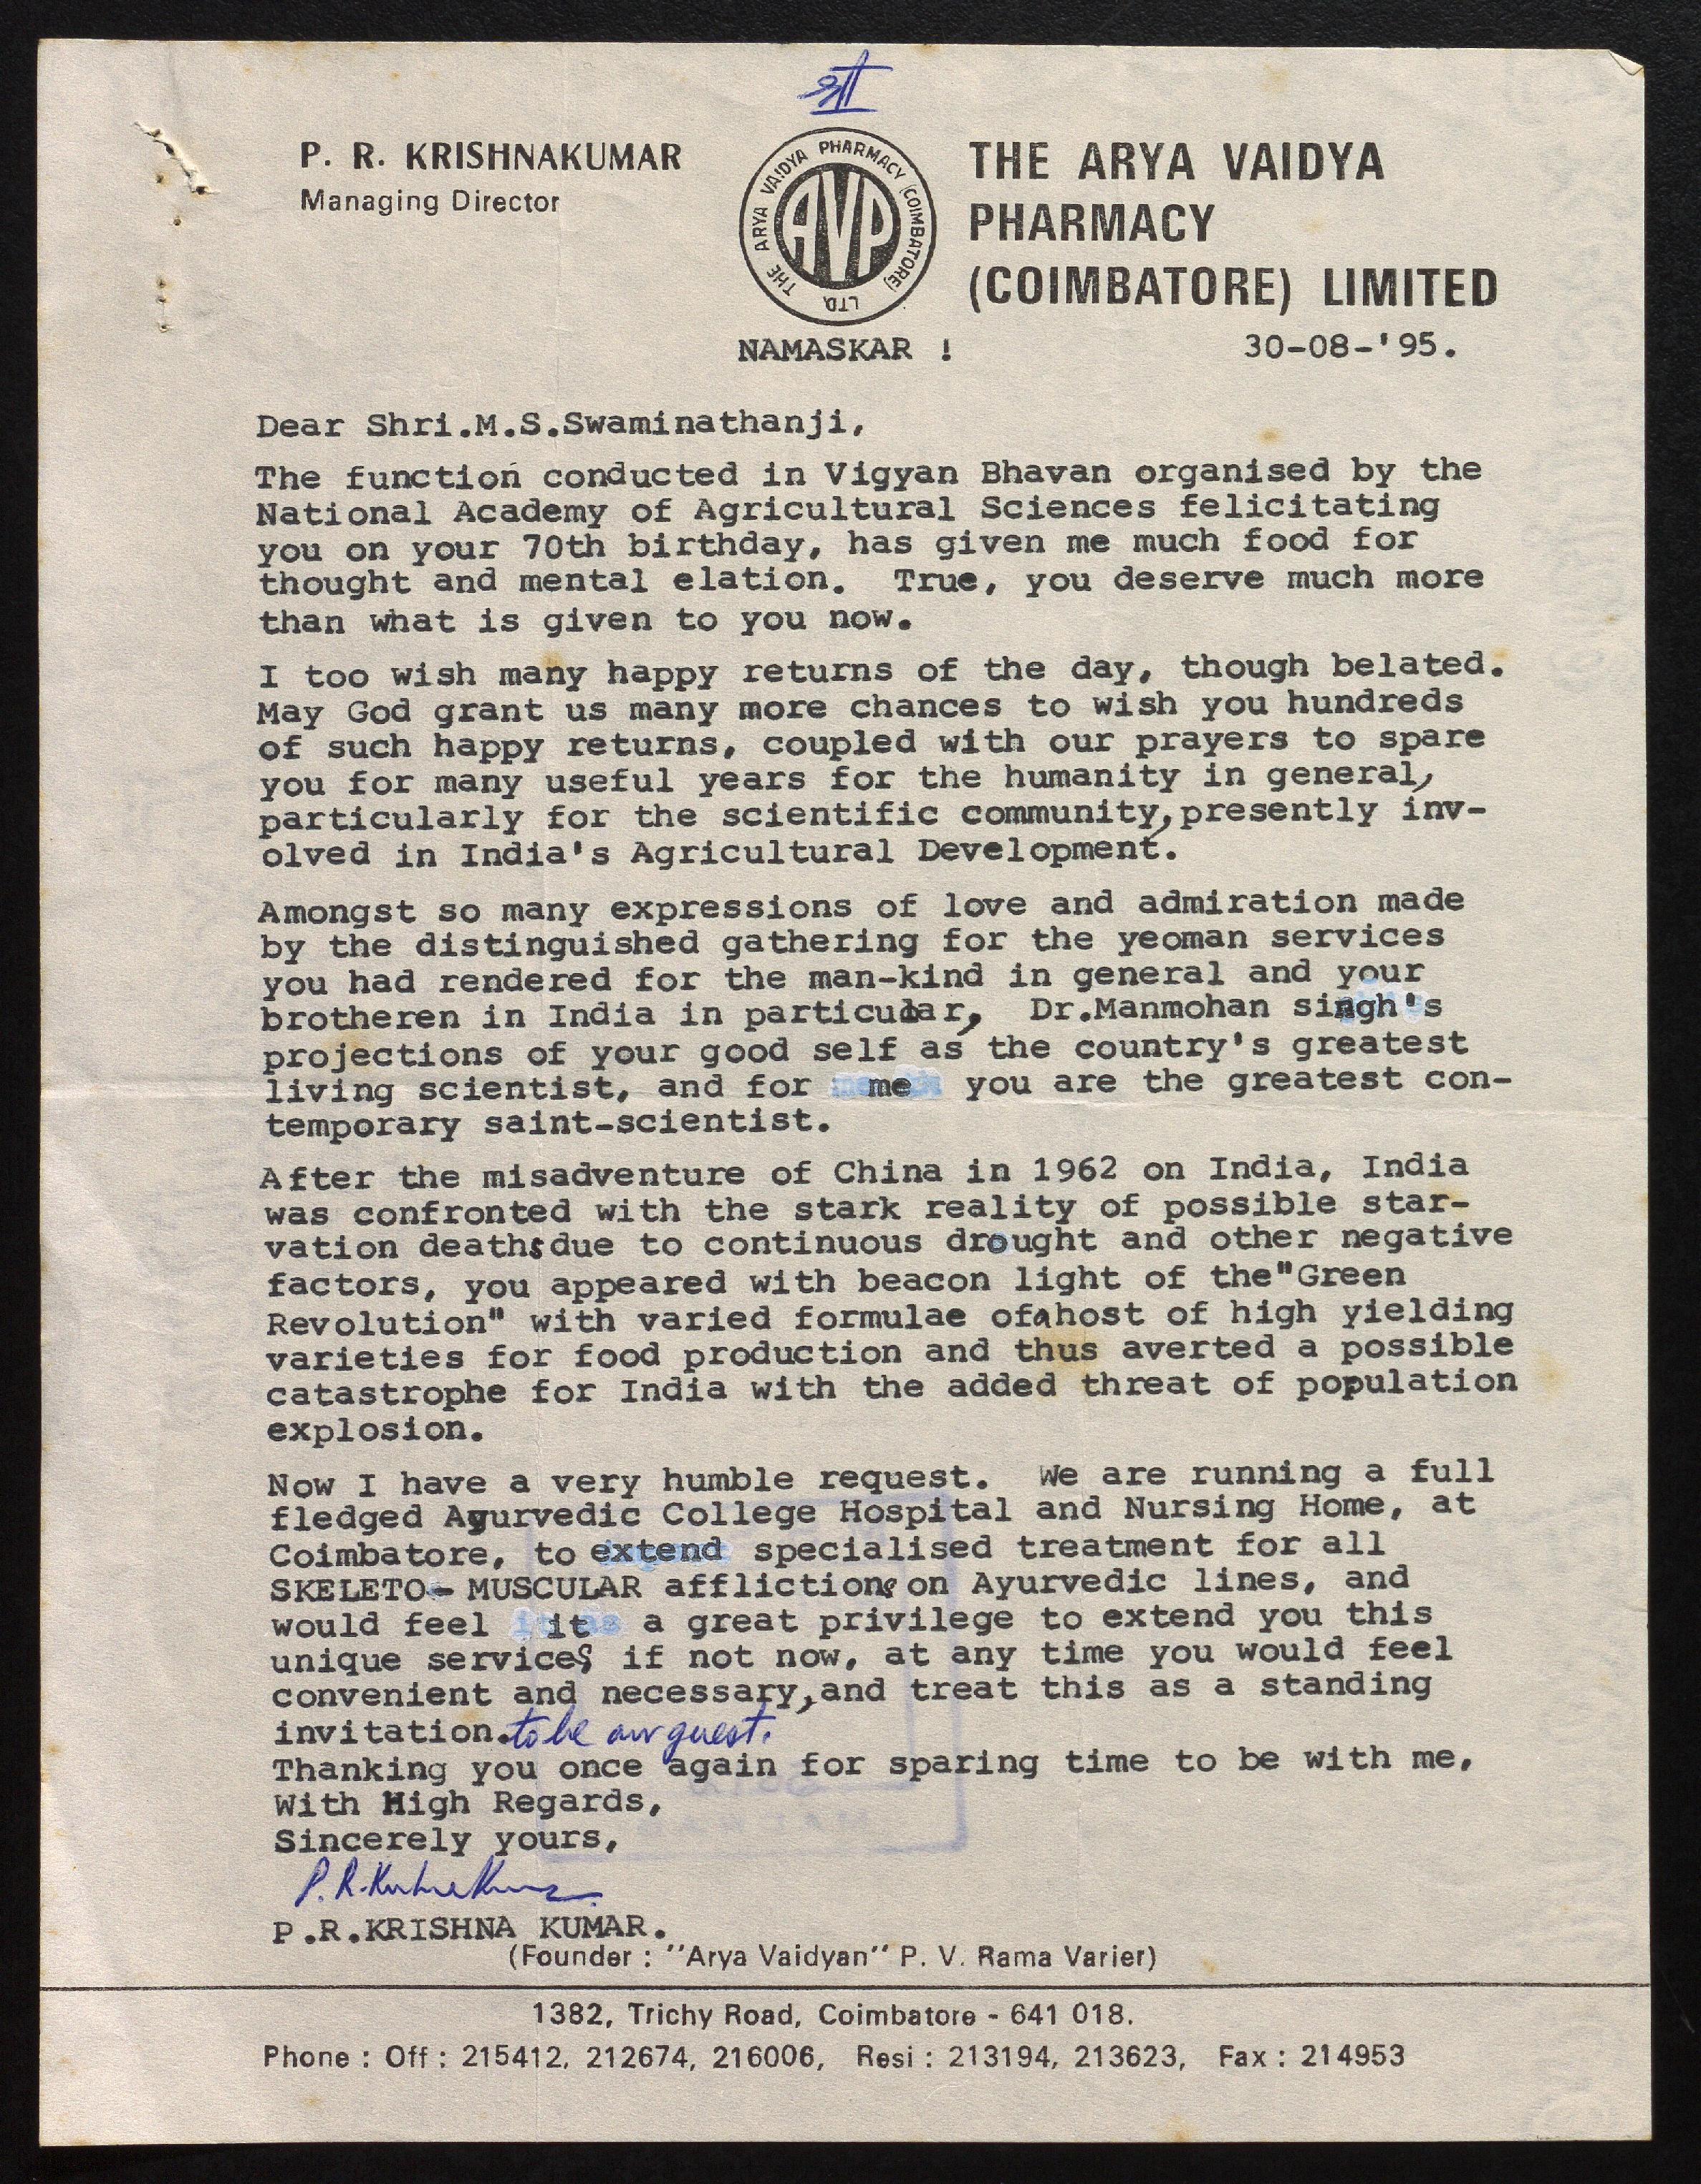 श्री
P. R. KRISHNAKUMAR
Managing Director
THE ARYA VAIDYA PHARMACY (COIMBATORE) LTD.
AVP
THE ARYA VAIDYA
PHARMACY
(COIMBATORE) LIMITED
NAMASKAR !
30-08-'95.
Dear Shri.M.S.Swaminathanji,
The function conducted in Vigyan Bhavan organised by the
National Academy of Agricultural Sciences felicitating
you on your 70th birthday, has given me much food for
thought and mental elation. True, you deserve much more
than what is given to you now.
I too wish many happy returns of the day, though belated.
May God grant us many more chances to wish you hundreds
of such happy returns, coupled with our prayers to spare
you for many useful years for the humanity in general,
particularly for the scientific community, presently inv-
olved in India's Agricultural Development.
Amongst so many expressions of love and admiration made
by the distinguished gathering for the yeoman services
you had rendered for the man-kind in general and your
brotheren in India in particular, Dr.Manmohan singh's
projections of your good self as the country's greatest
living scientist, and for me you are the greatest con-
temporary saint-scientist.
After the misadventure of China in 1962 on India, India
was confronted with the stark reality of possible star-
vation deaths due to continuous drought and other negative
factors, you appeared with beacon light of the"Green
Revolution" with varied formulae of a host of high yielding
varieties for food production and thus averted a possible
catastrophe for India with the added threat of population
explosion.
Now I have a very humble request. We are running a full
fledged Ayurvedic College Hospital and Nursing Home, at
Coimbatore, to extend specialised treatment for all
SKELETO- MUSCULAR afflictions on Ayurvedic lines, and
would feel it a great privilege to extend you this
unique services if not now, at any time you would feel
convenient and necessary,and treat this as a standing
invitation.to be our guest.
Thanking you once again for sparing time to be with me,
With High Regards,
Sincerely yours,
P.R.Krishnakumar
P.R.KRISHNA KUMAR.
(Founder : "Arya Vaidyan" P. V. Rama Varier)
1382, Trichy Road, Coimbatore - 641 018.
Phone : Off : 215412, 212674, 216006, Resi : 213194, 213623, Fax : 214953